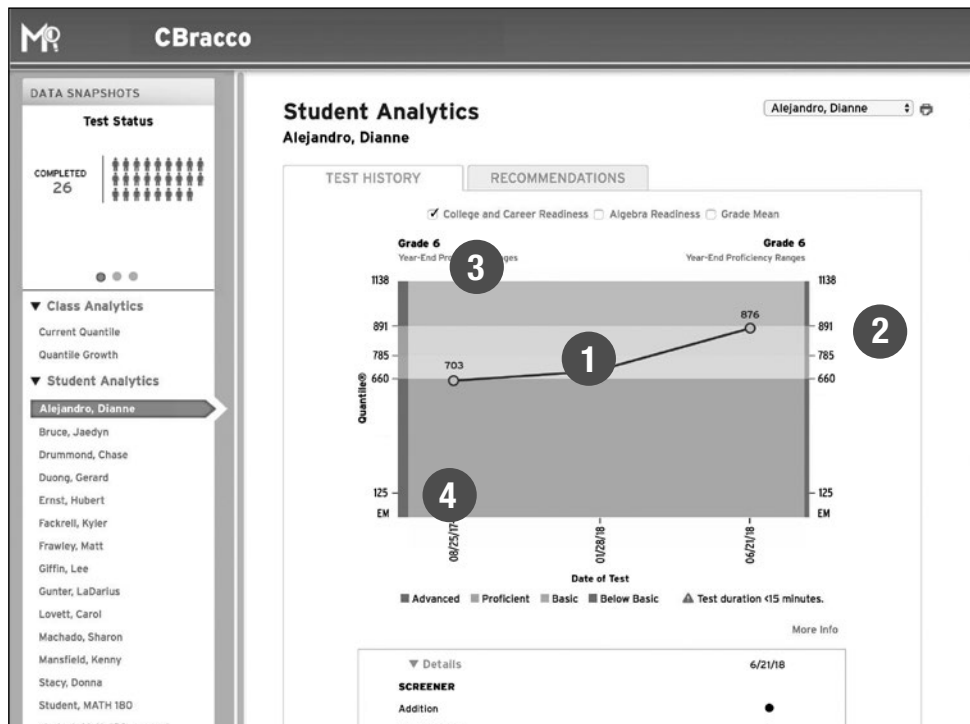 MR CBracco
DATA SNAPSHOTS
Test Status
COMPLETED
26
▼ Class Analytics
Current Quantile
Quantile Growth
▼ Student Analytics
Alejandro, Dianne
Bruce, Jaedyn
Drummond, Chase
Duong, Gerard
Ernst, Hubert
Fackrell, Kyler
Frawley, Matt
Giffin, Lee
Gunter, LaDarius
Lovett, Carol
Machado, Sharon
Mansfield, Kenny
Stacy, Donna
Student, MATH 180
Student Analytics
Alejandro, Dianne
Alejandro, Dianne
TEST HISTORY RECOMMENDATIONS
College and Career Readiness Algebra Readiness Grade Mean
Grade 6 Grade 6
Year-End Year-End Proficiency Ranges
3
1138 1138
876
891 891
2
785 785
703
1
660 660
Quantile®
125 125
4
EM EM
08/25/17 01/28/18 06/21/18
Date of Test
Advanced Proficient Basic Below Basic Test duration <15 minutes.
More Info
▼ Details 6/21/18
SCREENER
Addition